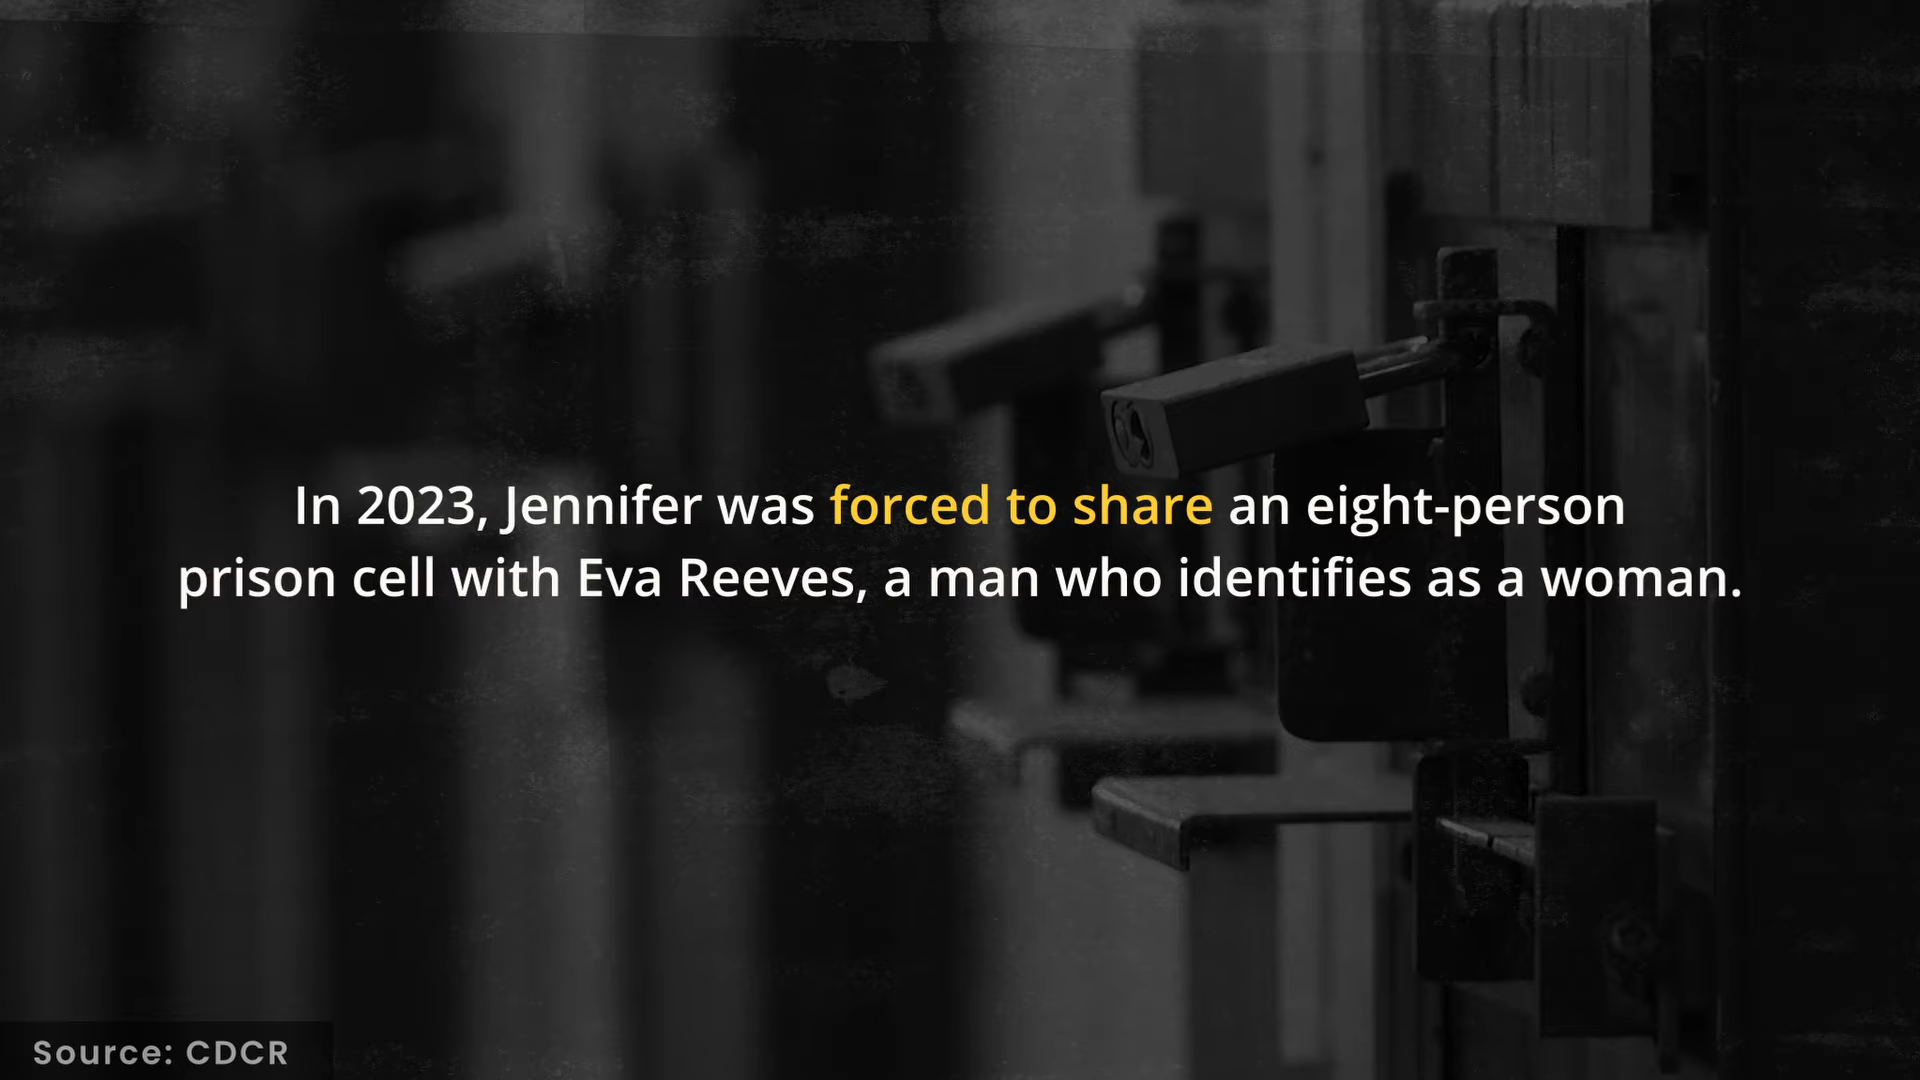 In 2023, Jennifer was forced to share an eight-person
prison cell with Eva Reeves, a man who identifies as a woman.
Source: CDCR